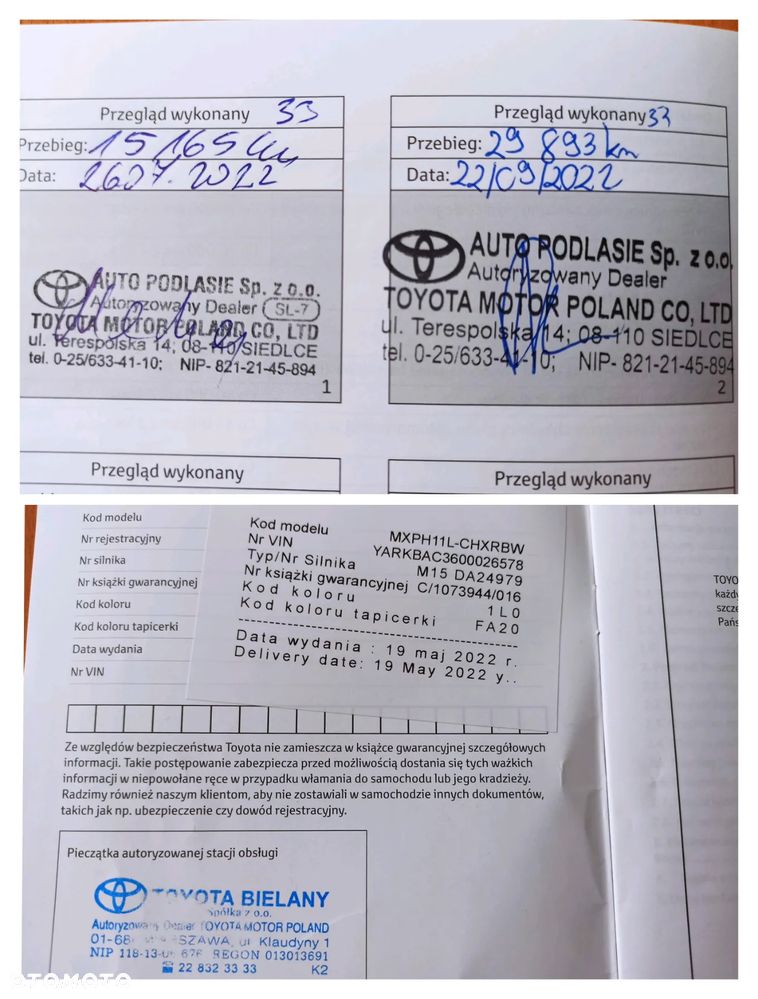 Przegląd wykonany 33
Przebieg: 15 165 km
Data: 26.07.2022
AUTO PODLASIE Sp. z o.o.
Autoryzowany Dealer SL-7
TOYOTA MOTOR POLAND CO, LTD
ul. Terespolska 14; 08-110 SIEDLCE
tel. 0-25/633-41-10; NIP- 821-21-45-894
1
Przegląd wykonany 33
Przebieg: 29 893 km
Data: 22/09/2022
AUTO PODLASIE Sp. z o.o.
Autoryzowany Dealer
TOYOTA MOTOR POLAND CO, LTD
ul. Terespolska 14; 08-110 SIEDLCE
tel. 0-25/633-41-10; NIP- 821-21-45-894
2
Przegląd wykonany
Przegląd wykonany
Kod modelu
Nr rejestracyjny
Nr silnika
Nr książki gwarancyjnej
Kod koloru
Kod koloru tapicerki
Data wydania
Nr VIN
Kod modelu MXPH11L-CHXRBW
Nr VIN YARKBAC3600026578
Typ/Nr Silnika M15 DA24979
Nr książki gwarancyjnej C/1073944/016
Kod koloru 1L0
Kod koloru tapicerki FA20
Data wydania : 19 maj 2022 r.
Delivery date: 19 May 2022 y..
TOYO
każdy
szcze
Pańs
Ze względów bezpieczeństwa Toyota nie zamieszcza w książce gwarancyjnej szczegółowych
informacji. Takie postępowanie zabezpiecza przed możliwością dostania się tych ważkich
informacji w niepowołane ręce w przypadku włamania do samochodu lub jego kradzieży.
Radzimy również naszym klientom, aby nie zostawiali w samochodzie innych dokumentów,
takich jak np. ubezpieczenie czy dowód rejestracyjny.
Pieczątka autoryzowanej stacji obsługi
TOYOTA BIELANY
Spółka z o.o.
Autoryzowany Dealer TOYOTA MOTOR POLAND
ul. Klaudyny 1
REGON 013013691
22 832 33 33 K2
OTOMOTO